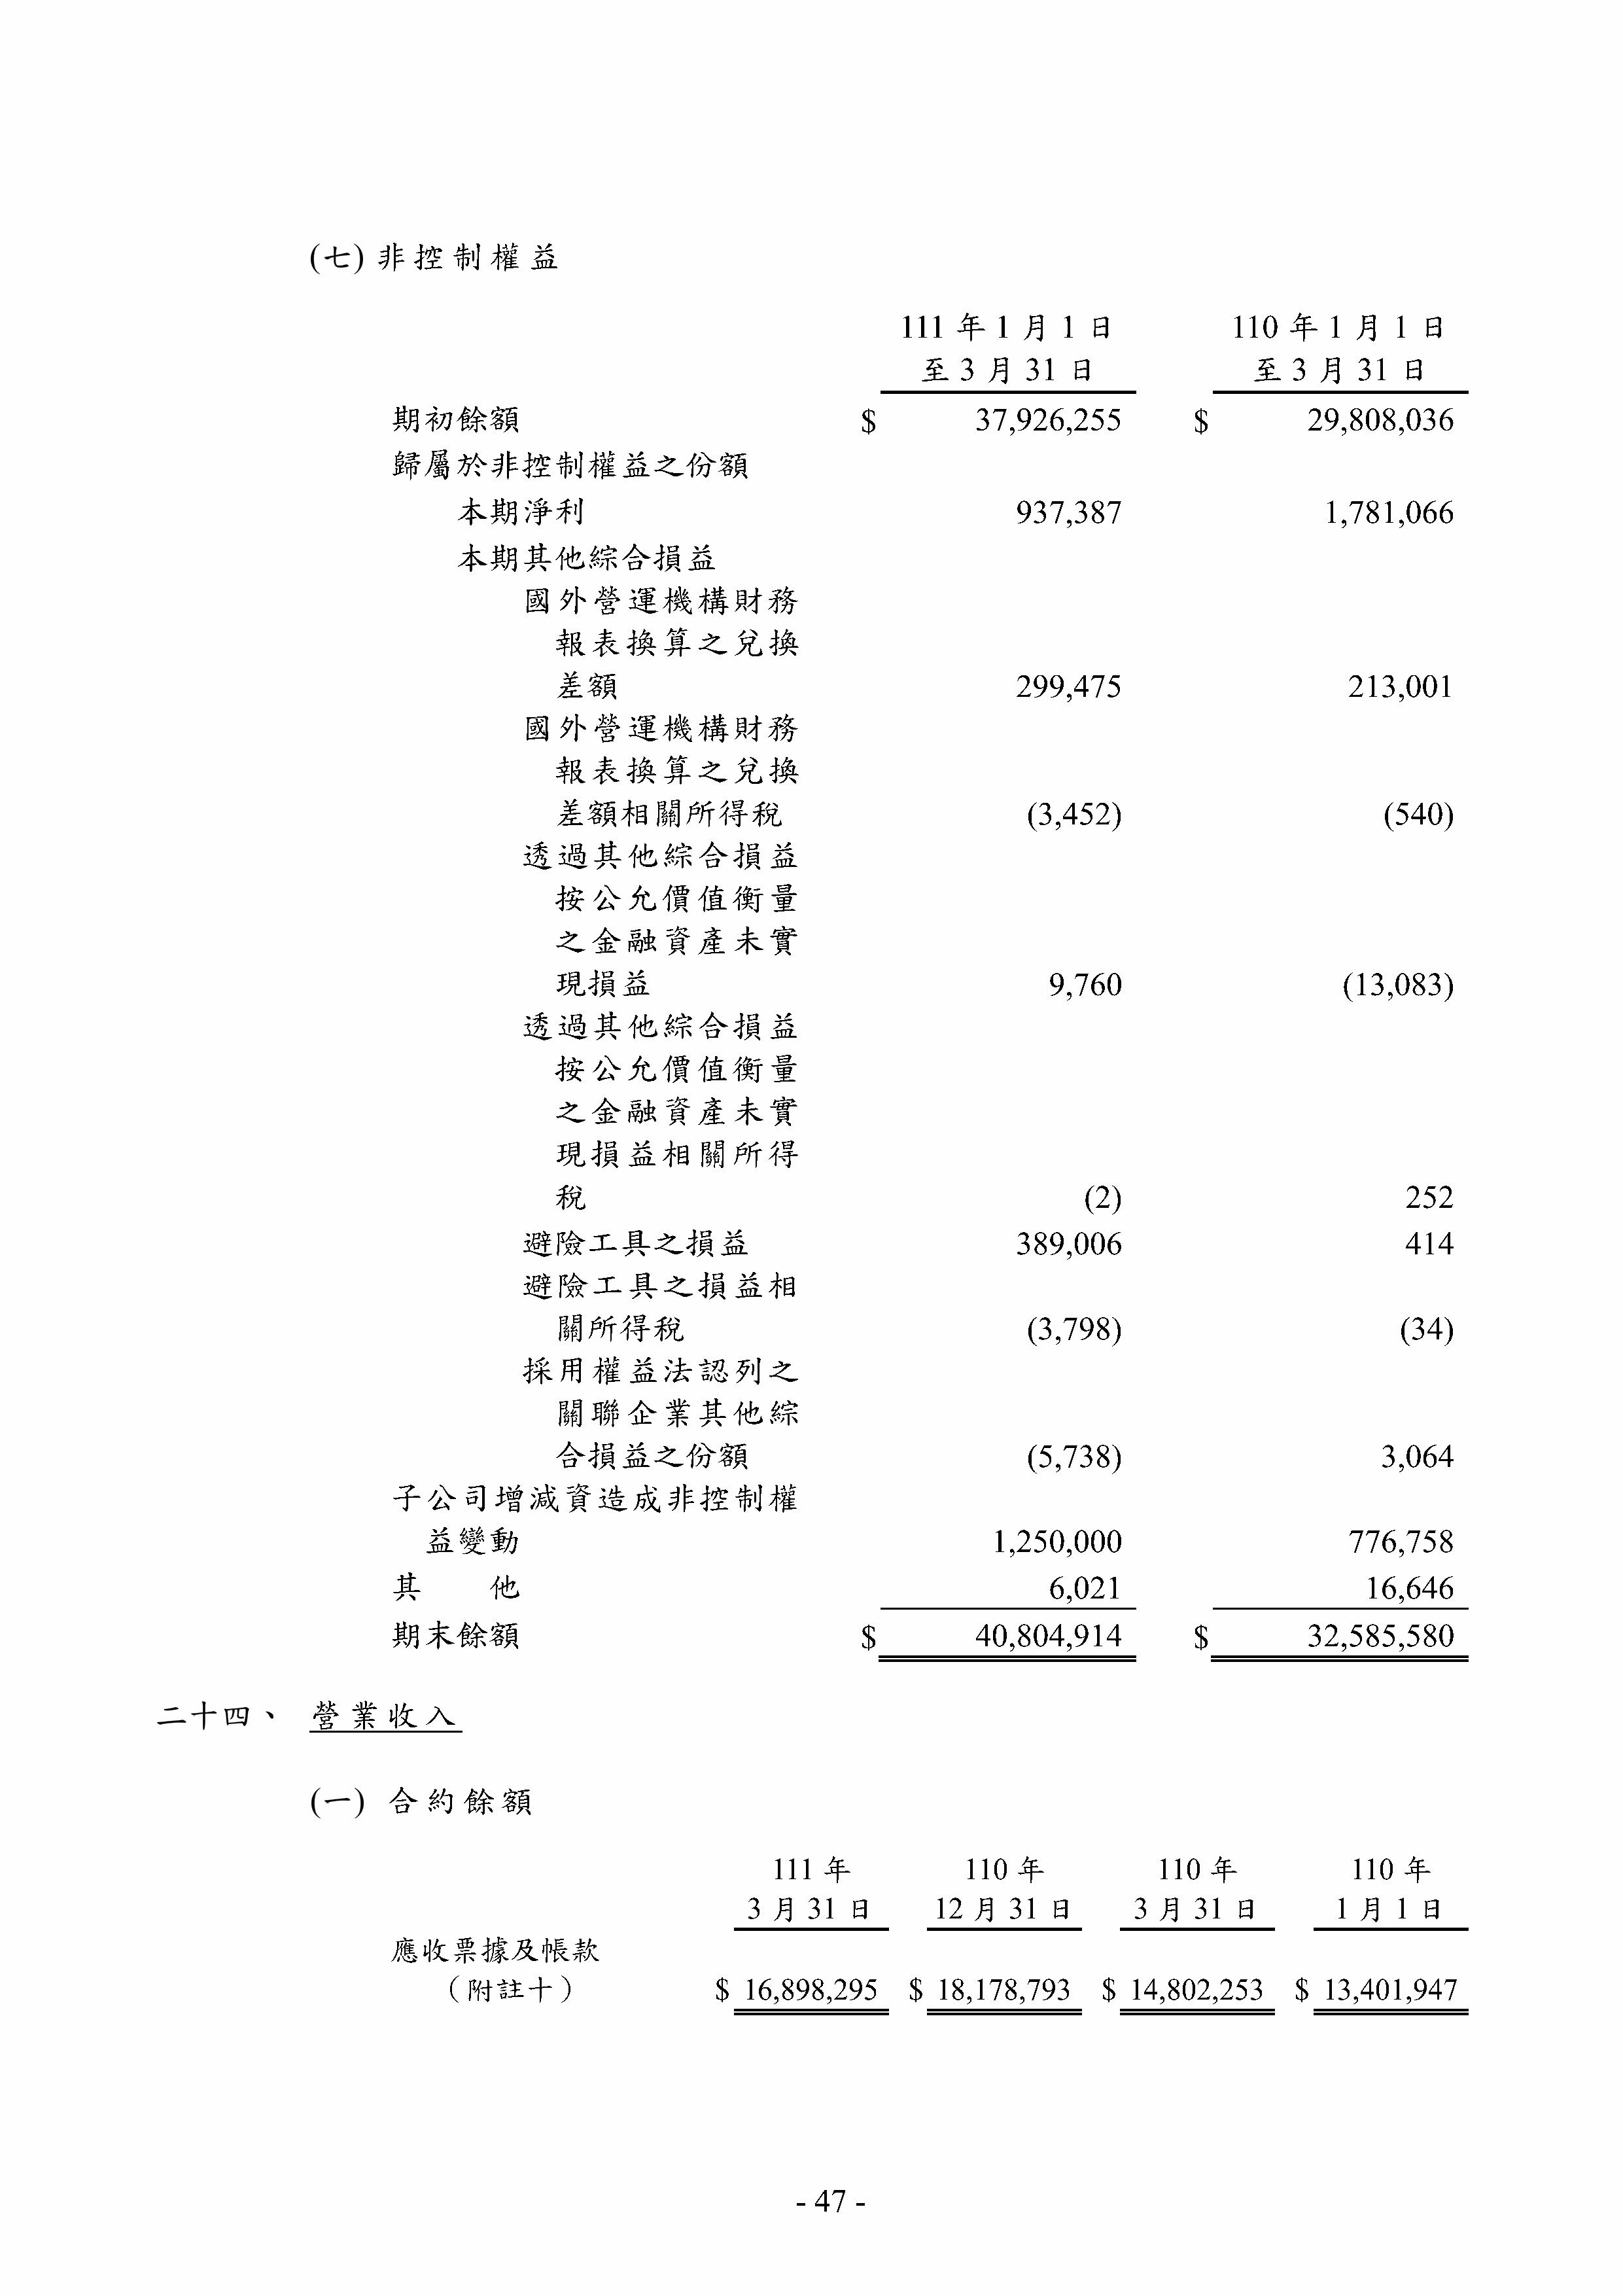 (七) 非控制權益
111 年 1 月 1 日 110 年 1 月 1 日
至 3 月 31 日 至 3 月 31 日
期初餘額 $ 37,926,255 $ 29,808,036
歸屬於非控制權益之份額
本期淨利 937,387 1,781,066
本期其他綜合損益
國外營運機構財務
報表換算之兌換
差額 299,475 213,001
國外營運機構財務
報表換算之兌換
差額相關所得稅 (3,452) (540)
透過其他綜合損益
按公允價值衡量
之金融資產未實
現損益 9,760 (13,083)
透過其他綜合損益
按公允價值衡量
之金融資產未實
現損益相關所得
稅 (2) 252
避險工具之損益 389,006 414
避險工具之損益相
關所得稅 (3,798) (34)
採用權益法認列之
關聯企業其他綜
合損益之份額 (5,738) 3,064
子公司增減資造成非控制權
益變動 1,250,000 776,758
其 他 6,021 16,646
期末餘額 $ 40,804,914 $ 32,585,580
二十四、 營業收入
(一) 合約餘額
111 年 110 年 110 年 110 年
3 月 31 日 12 月 31 日 3 月 31 日 1 月 1 日
應收票據及帳款
（附註十） $ 16,898,295 $ 18,178,793 $ 14,802,253 $ 13,401,947
- 47 -